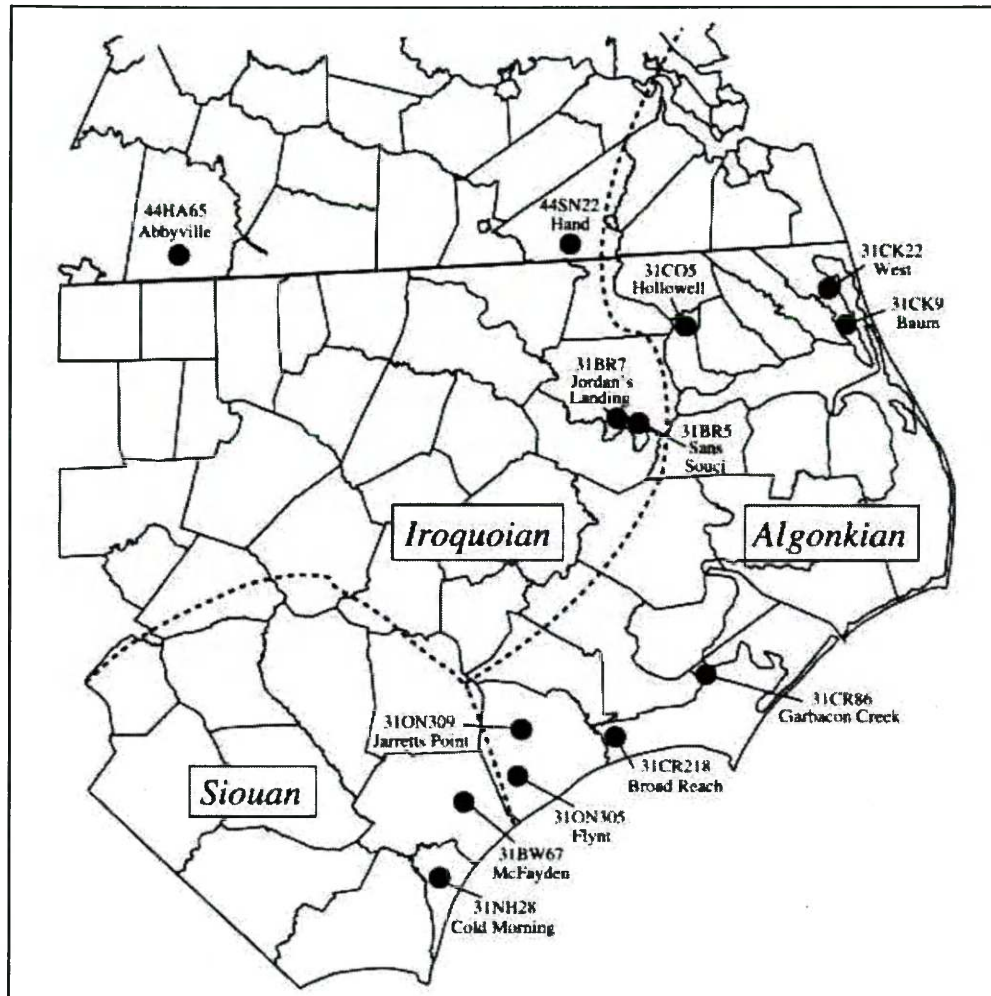 44HA65
Abbyville
44SN22
Hand
31CK22
West
31CO5
Hollowell
31CK9
Baum
31BR7
Jordan's
Landing
31BR5
Sans
Souci
Iroquoian
Algonkian
31CR86
Garbacon Creek
31ON309
Jarretts Point
31CR218
Broad Reach
Siouan
31ON305
Flynt
31BW67
McFayden
31NH28
Cold Morning